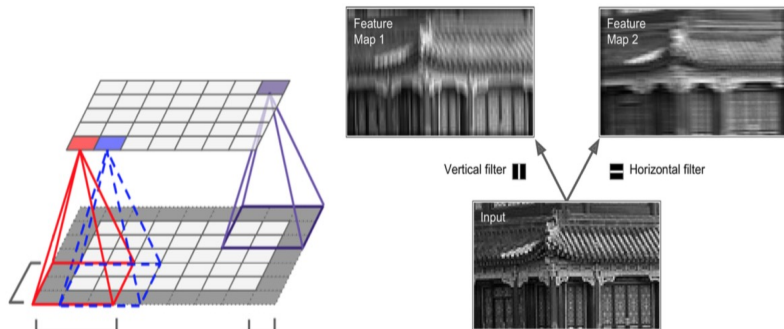 Feature
Map 1
Feature
Map 2
Vertical filter
Horizontal filter
Input